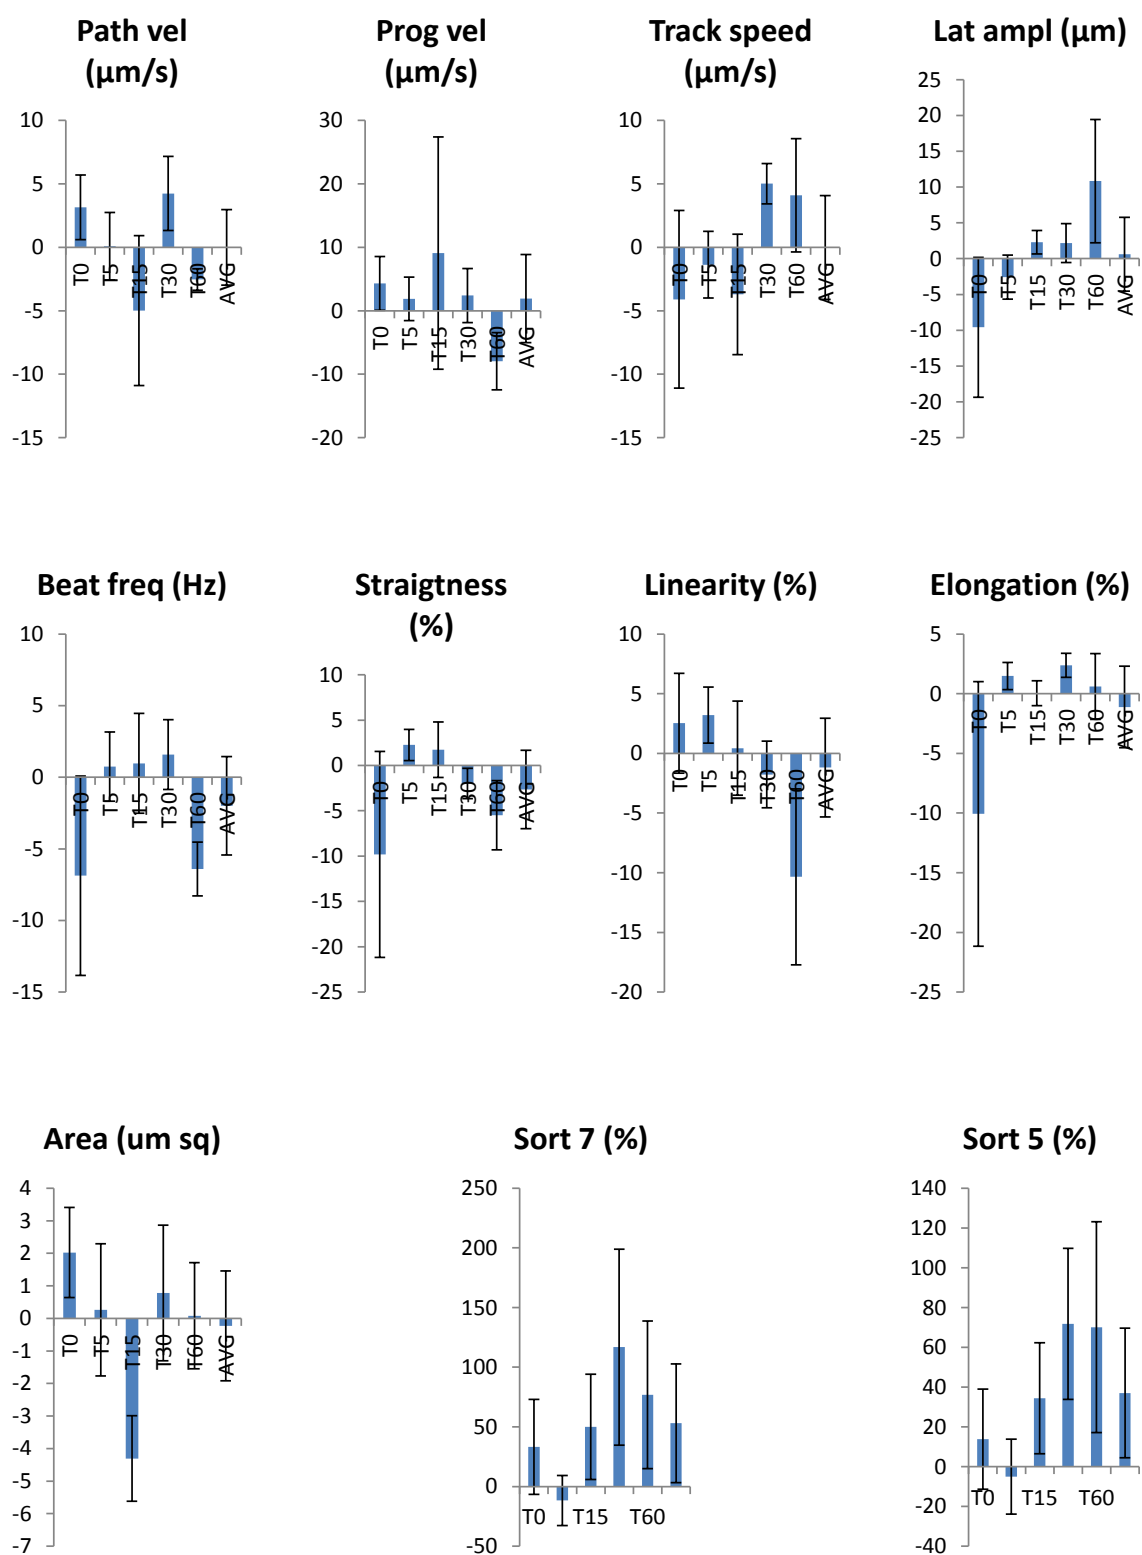 Path vel
(µm/s)
10
5
0
-5
-10
-15
T0
T5
T15
T30
T60
AVG
Prog vel
(µm/s)
30
20
10
0
-10
-20
T0
T5
T15
T30
T60
AVG
Track speed
(µm/s)
10
5
0
-5
-10
-15
T0
T5
T15
T30
T60
AVG
Lat ampl (µm)
25
20
15
10
5
0
-5
-10
-15
-20
-25
T0
T5
T15
T30
T60
AVG
Beat freq (Hz)
10
5
0
-5
-10
-15
T0
T5
T15
T30
T60
AVG
Straigtness
(%)
10
5
0
-5
-10
-15
-20
-25
T0
T5
T15
T30
T60
AVG
Linearity (%)
10
5
0
-5
-10
-15
-20
T0
T5
T15
T30
T60
AVG
Elongation (%)
5
0
-5
-10
-15
-20
-25
T0
T5
T15
T30
T60
AVG
Area (um sq)
4
3
2
1
0
-1
-2
-3
-4
-5
-6
-7
T0
T5
T15
T30
T60
AVG
Sort 7 (%)
250
200
150
100
50
0
-50
T0
T15
T60
Sort 5 (%)
140
120
100
80
60
40
20
0
-20
-40
T0
T15
T60